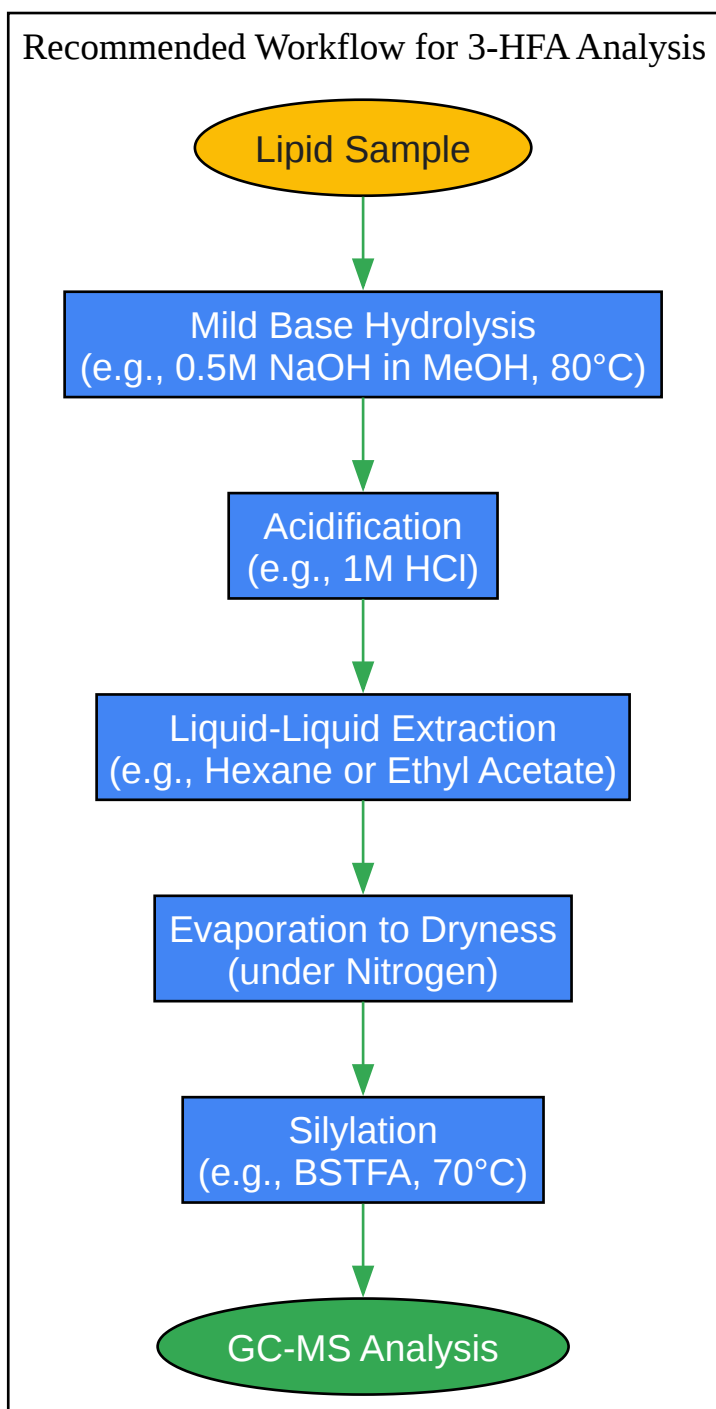 Recommended Workflow for 3-HFA Analysis
Lipid Sample
Mild Base Hydrolysis
(e.g., 0.5M NaOH in MeOH, 80°C)
Acidification
(e.g., 1M HCl)
Liquid-Liquid Extraction
(e.g., Hexane or Ethyl Acetate)
Evaporation to Dryness
(under Nitrogen)
Silylation
(e.g., BSTFA, 70°C)
GC-MS Analysis